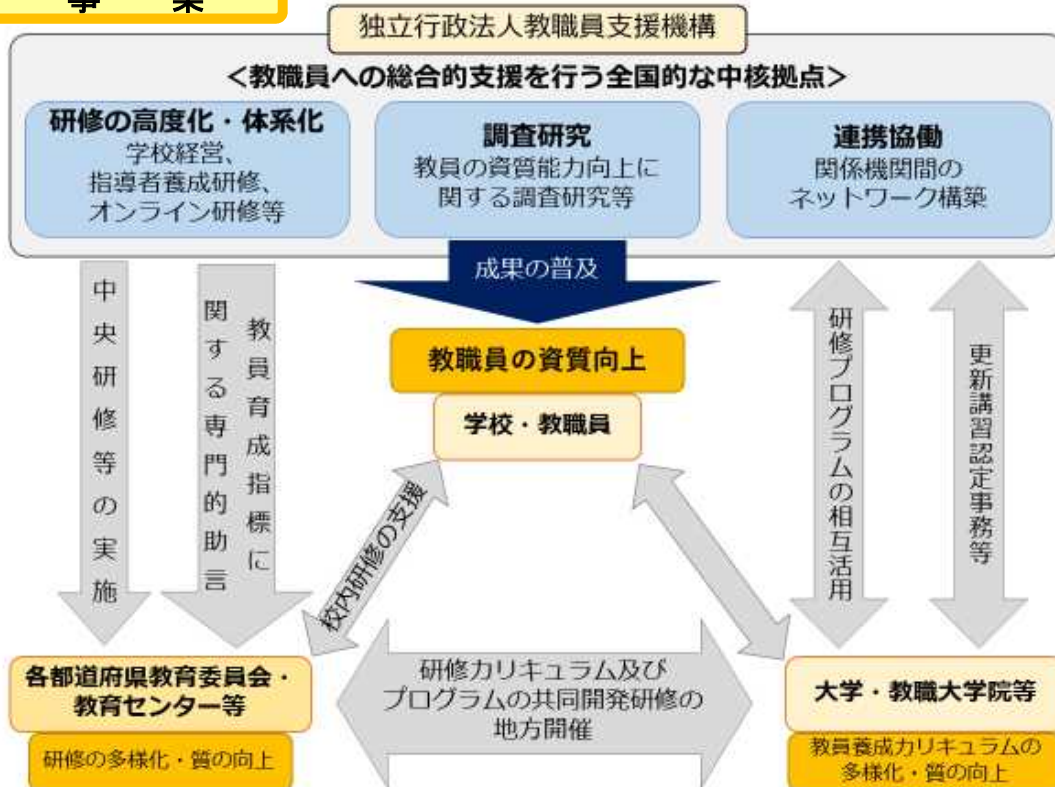 事　業
独立行政法人教職員支援機構
＜教職員への総合的支援を行う全国的な中核拠点＞
研修の高度化・体系化
学校経営、
指導者養成研修、
オンライン研修等
調査研究
教員の資質能力向上に
関する調査研究等
連携協働
関係機関間の
ネットワーク構築
成果の普及
中央研修等の実施
教員育成指標に
関する専門的助言
教職員の資質向上
学校・教職員
研修プログラムの相互活用
更新講習認定事務等
校内研修の支援
研修カリキュラム及び
プログラムの共同開発研修の
地方開催
各都道府県教育委員会・
教育センター等
研修の多様化・質の向上
大学・教職大学院等
教員養成カリキュラムの
多様化・質の向上